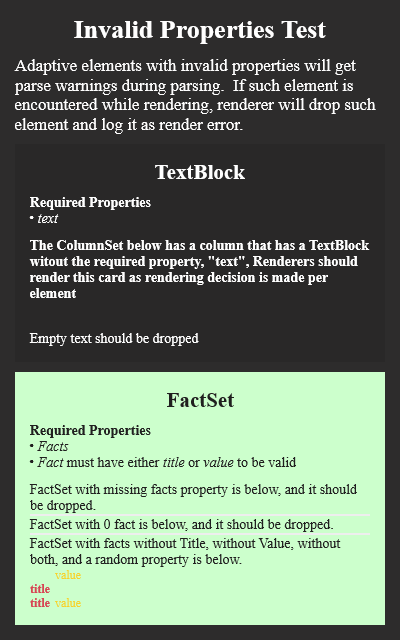 Invalid Properties Test
Adaptive elements with invalid properties will get
parse warnings during parsing.  If such element is
encountered while rendering, renderer will drop such
element and log it as render error.
TextBlock
Required Properties
• text
The ColumnSet below has a column that has a TextBlock
witout the required property, "text", Renderers should
render this card as rendering decision is made per
element
Empty text should be dropped
FactSet
Required Properties
• Facts
• Fact must have either title or value to be valid
FactSet with missing facts property is below, and it should
be dropped.
FactSet with 0 fact is below, and it should be dropped.
FactSet with facts without Title, without Value, without
both, and a random property is below.
value
title
title value